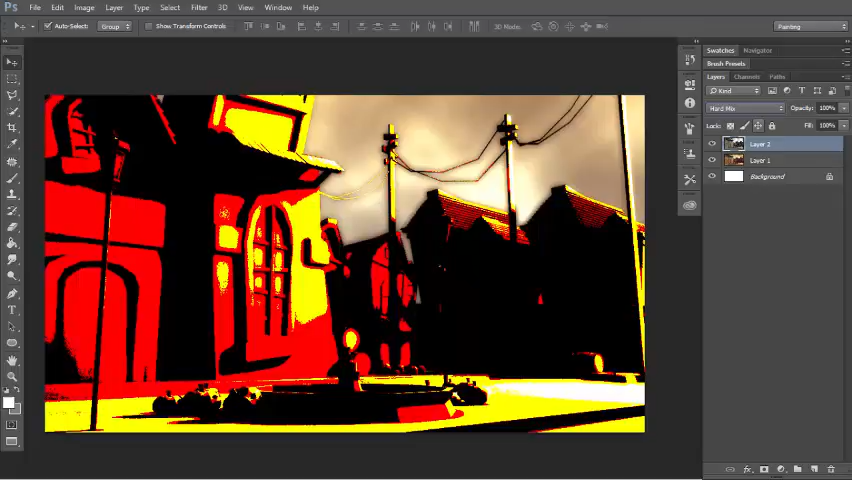 Ps File Edit Image Layer Type Select Filter 3D View Window Help
Auto-Select: Group Show Transform Controls 3D Mode: Painting
Swatches Navigator
Brush Presets
Layers Channels Paths
Kind
Hard Mix Opacity: 100%
Lock: Fill: 100%
Layer 2
Layer 1
Background